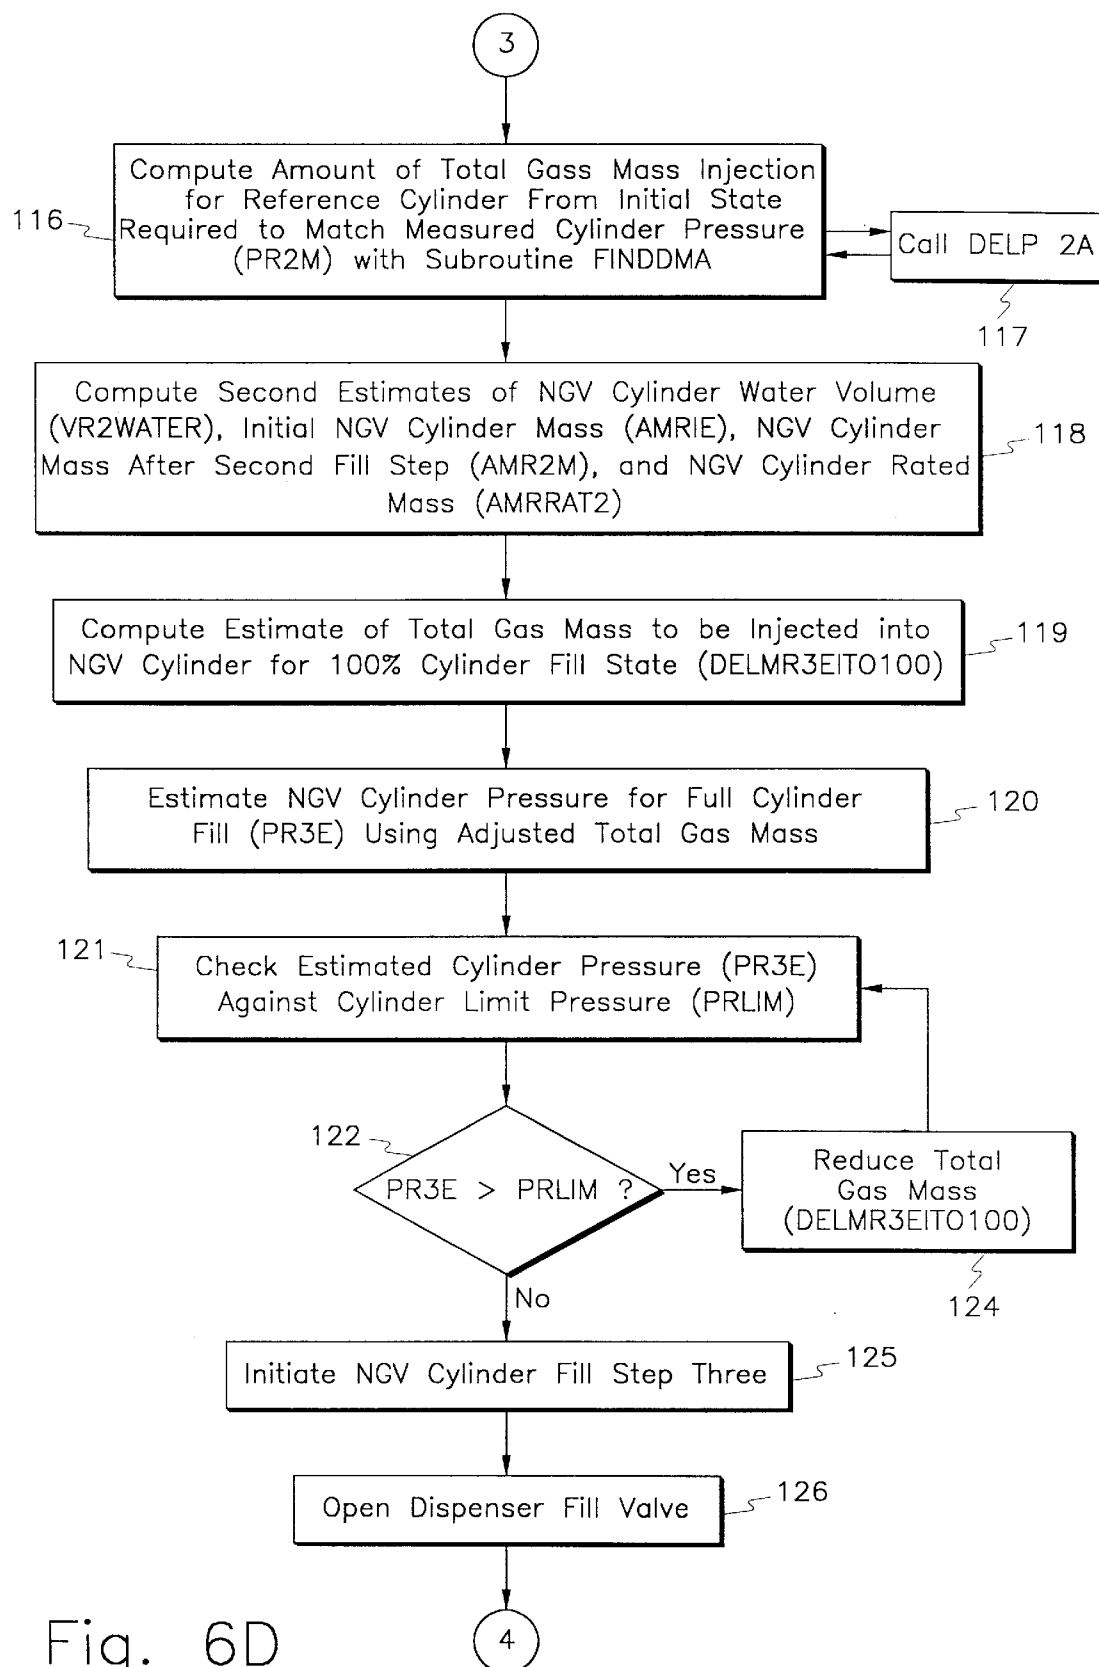 3
Compute Amount of Total Gass Mass Injection
for Reference Cylinder From Initial State
Required to Match Measured Cylinder Pressure
(PR2M) with Subroutine FINDDMA
116
Call DELP 2A
117
Compute Second Estimates of NGV Cylinder Water Volume
(VR2WATER), Initial NGV Cylinder Mass (AMRIE), NGV Cylinder
Mass After Second Fill Step (AMR2M), and NGV Cylinder Rated
Mass (AMRRAT2)
118
Compute Estimate of Total Gas Mass to be Injected into
NGV Cylinder for 100% Cylinder Fill State (DELMR3EITO100)
119
Estimate NGV Cylinder Pressure for Full Cylinder
Fill (PR3E) Using Adjusted Total Gas Mass
120
121
Check Estimated Cylinder Pressure (PR3E)
Against Cylinder Limit Pressure (PRLIM)
122
PR3E > PRLIM ?
Yes
Reduce Total
Gas Mass
(DELMR3EITO100)
124
No
Initiate NGV Cylinder Fill Step Three
125
Open Dispenser Fill Valve
126
4
Fig. 6D